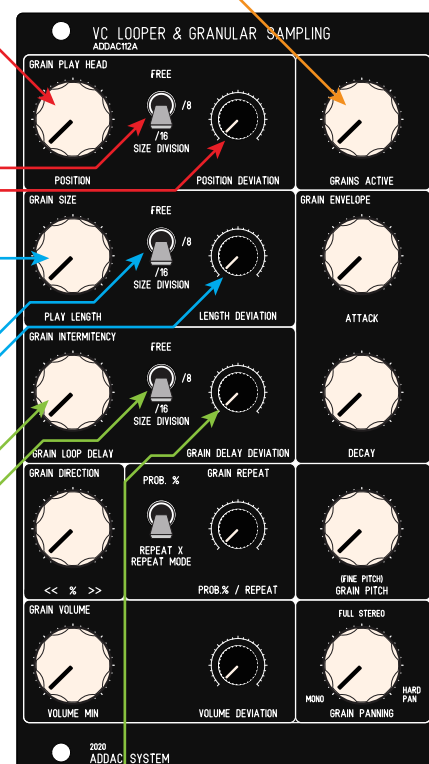 VC LOOPER & GRANULAR SAMPLING
ADDAC112A
GRAIN PLAY HEAD
FREE
/8
/16
SIZE DIVISION
POSITION
POSITION DEVIATION
GRAINS ACTIVE
GRAIN SIZE
FREE
/8
/16
SIZE DIVISION
PLAY LENGTH
LENGTH DEVIATION
GRAIN ENVELOPE
ATTACK
GRAIN INTERMITENCY
FREE
/8
/16
SIZE DIVISION
GRAIN LOOP DELAY
GRAIN DELAY DEVIATION
DECAY
GRAIN DIRECTION
<< % >>
PROB. %
GRAIN REPEAT
REPEAT X
REPEAT MODE
PROB.% / REPEAT
(FINE PITCH)
GRAIN PITCH
GRAIN VOLUME
VOLUME MIN
VOLUME DEVIATION
FULL STEREO
MONO
HARD
PAN
GRAIN PANNING
2020
ADDAC SYSTEM